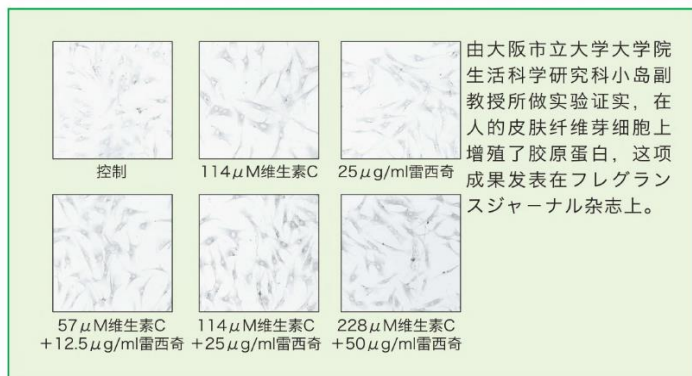 由大阪市立大学大学院
生活科学研究科小岛副
教授所做实验证实，在
人的皮肤纤维芽细胞上
增殖了胶原蛋白，这项
成果发表在フレグラン
スジャーナル杂志上。
控制
114μM维生素C
25μg/ml雷西奇
57μM维生素C
+12.5μg/ml雷西奇
114μM维生素C
+25μg/ml雷西奇
228μM维生素C
+50μg/ml雷西奇